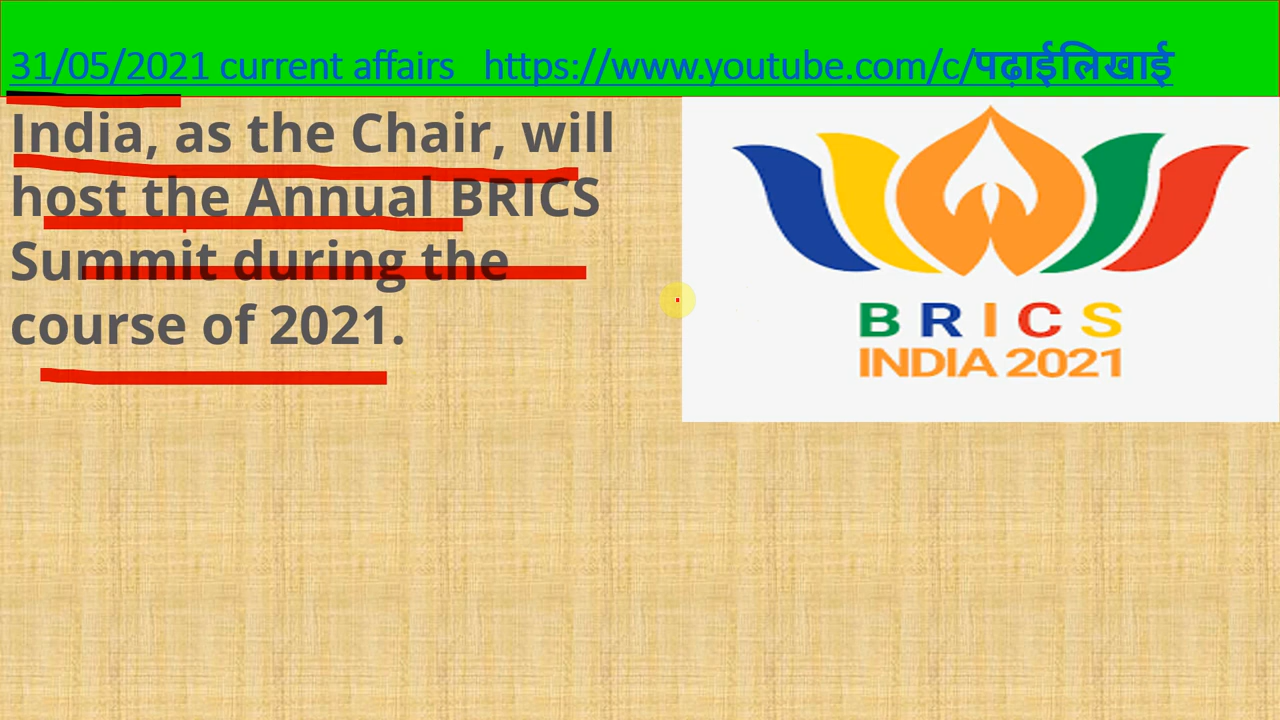 31/05/2021 current affairs https://www.youtube.com/c/पढ़ाईलिखाई
India, as the Chair, will
host the Annual BRICS
Summit during the
course of 2021.
BRICS
INDIA 2021